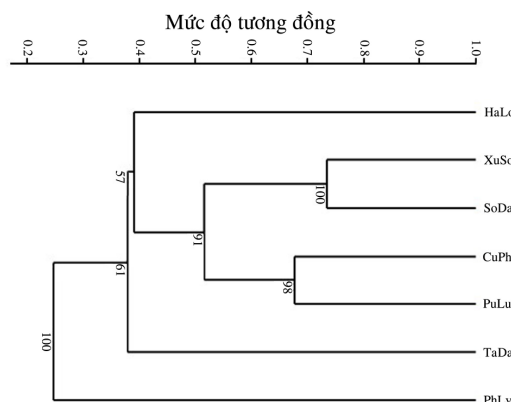 Mức độ tương đồng
0.2 0.3 0.4 0.5 0.6 0.7 0.8 0.9 1.0
HaLo
57
XuSo
100
SoDa
91
CuPh
61
98
PuLu
100
TaDa
PhLy